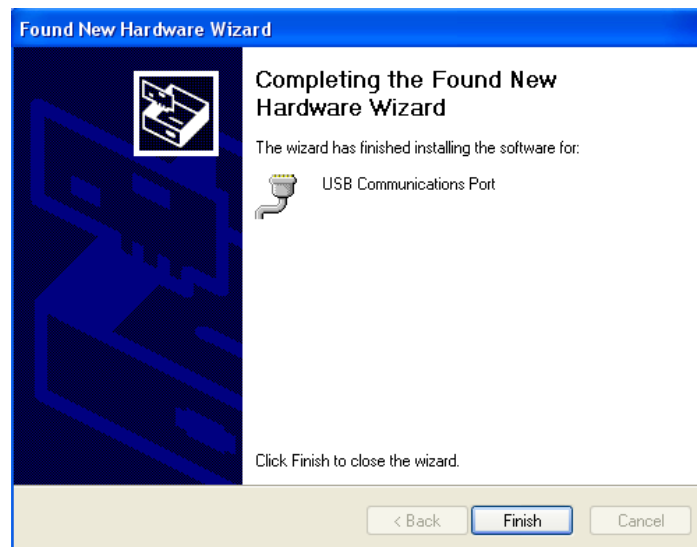 Found New Hardware Wizard
Completing the Found New
Hardware Wizard
The wizard has finished installing the software for:
USB Communications Port
Click Finish to close the wizard.
< Back Finish Cancel